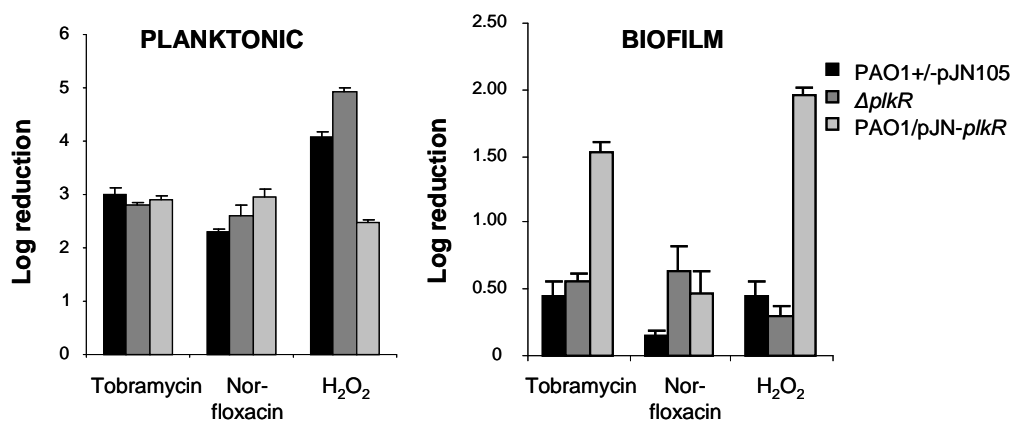 PLANKTONIC
Log reduction
6
5
4
3
2
1
0
Tobramycin
Nor-
floxacin
H₂O₂
BIOFILM
Log reduction
2.50
2.00
1.50
1.00
0.50
0
Tobramycin
Nor-
floxacin
H₂O₂
PAO1+/-pJN105
ΔplkR
PAO1/pJN-plkR